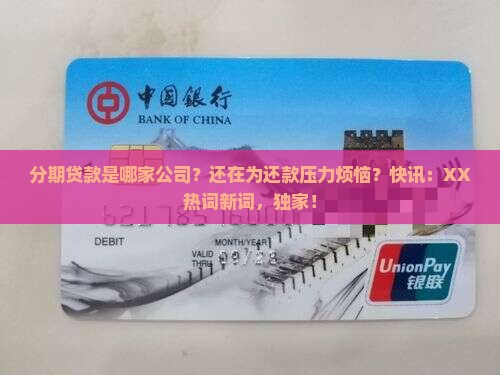 中国银行
BANK OF CHINA
分期贷款是哪家公司？还在为还款压力烦恼？快讯：XX
热词新词，独家！
DEBIT
MONTH/YEAR
VALID
THRU
UnionPay
银联